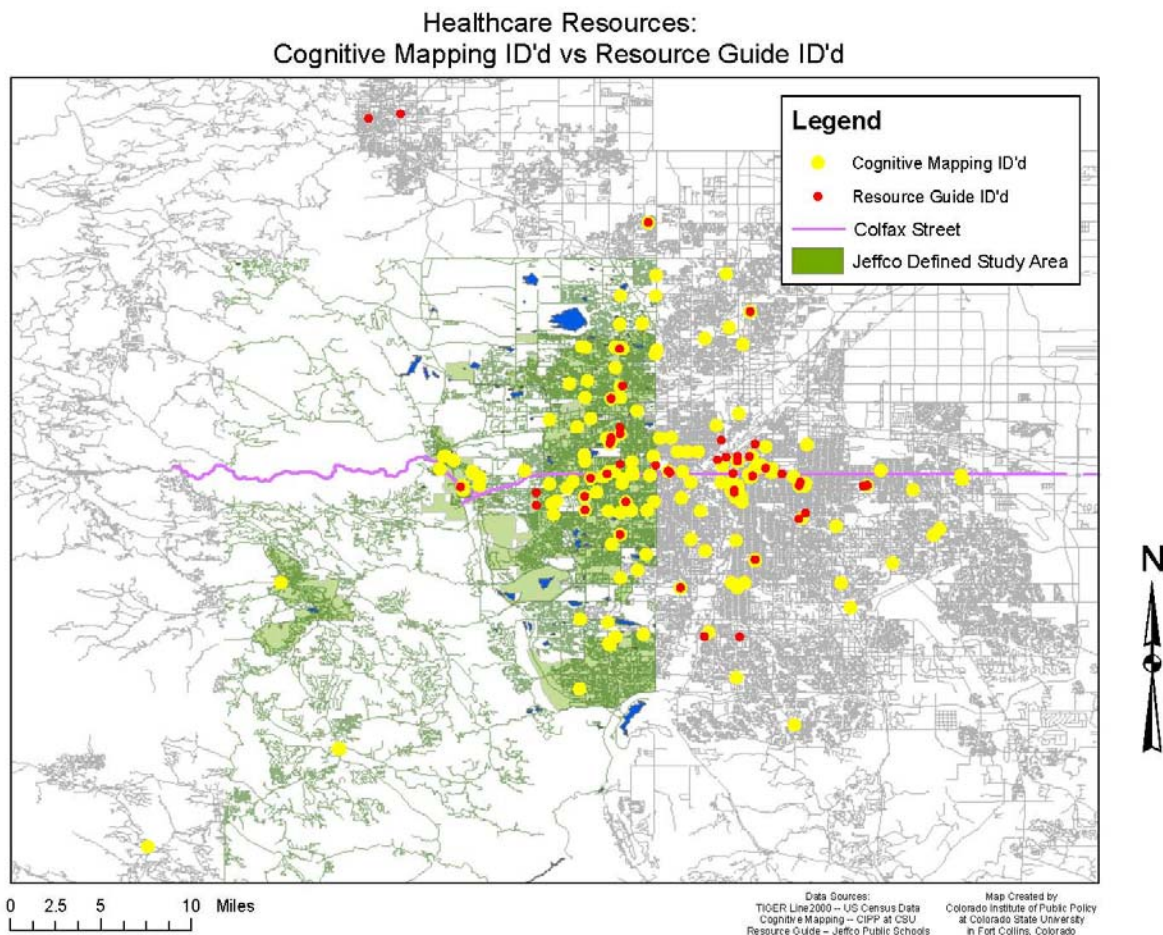 Healthcare Resources:
Cognitive Mapping ID'd vs Resource Guide ID'd
Legend
Cognitive Mapping ID'd
Resource Guide ID'd
Colfax Street
Jeffco Defined Study Area
N
0 2.5 5 10 Miles
Data Sources:
TIGER Line2000 -- US Census Data
Cognitive Mapping -- CIPP at CSU
Resource Guide -- Jeffco Public Schools
Map Created by
Colorado Institute of Public Policy
at Colorado State University
in Fort Collins, Colorado